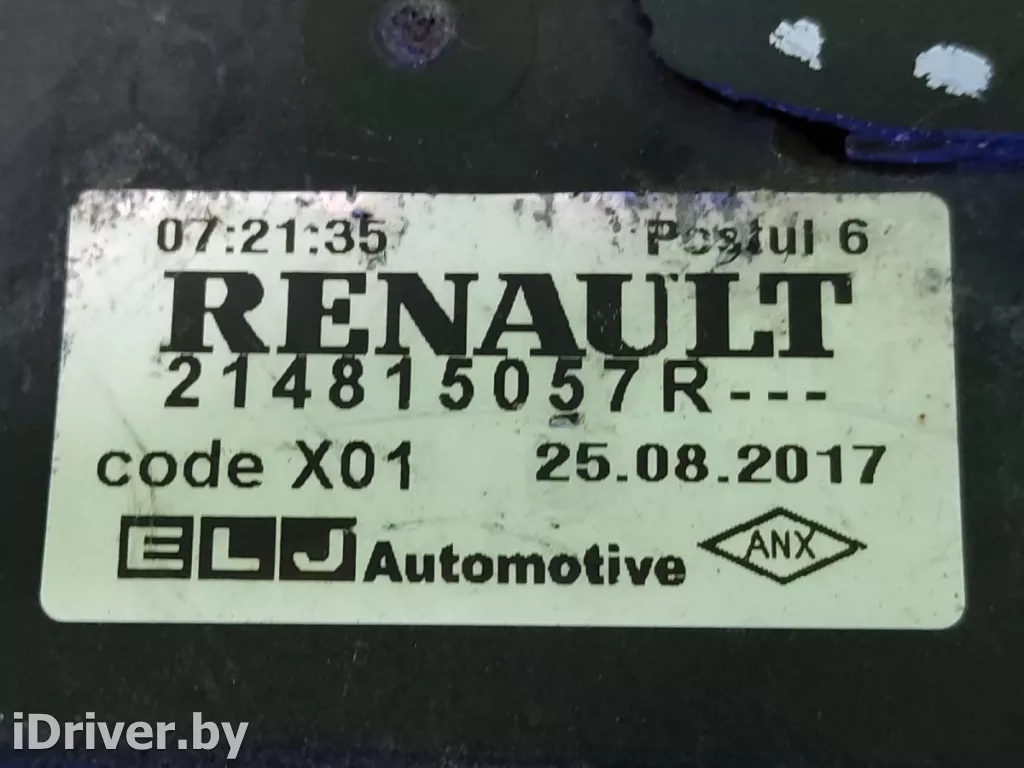 07:21:35 Postul 6
RENAULT
214815057R---
code X01 25.08.2017
ELJ Automotive ANX
iDriver.by